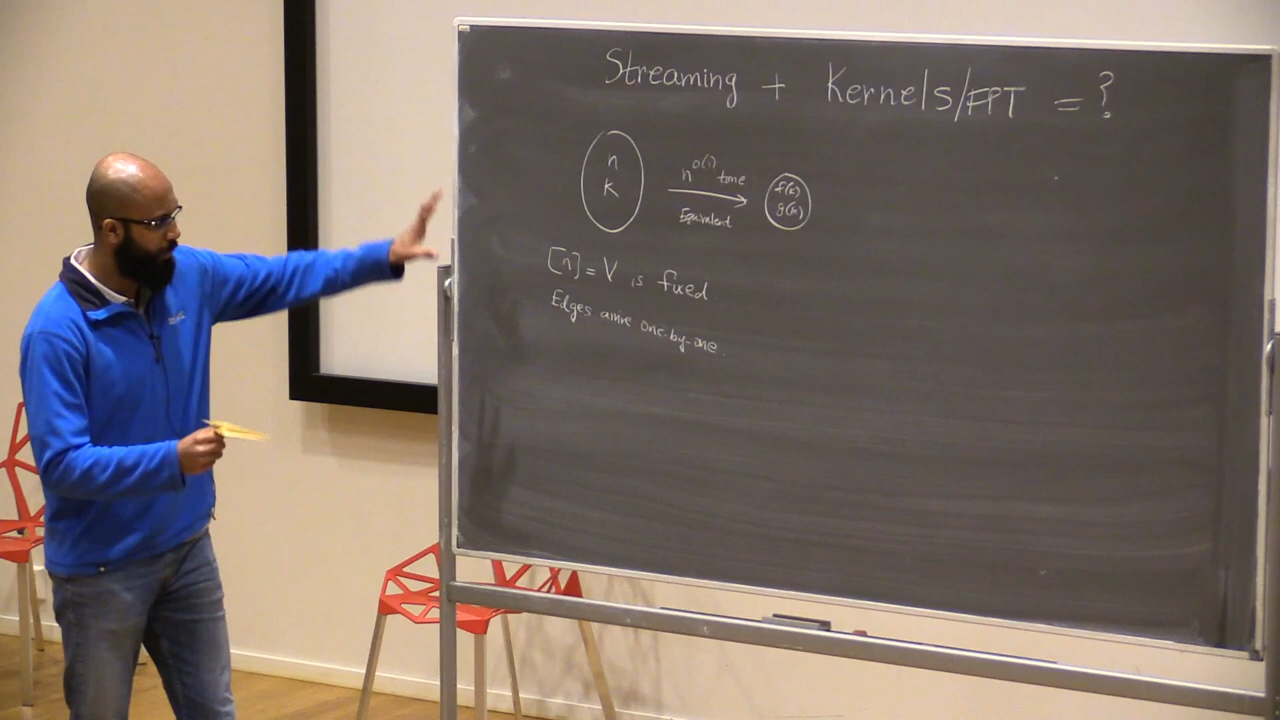 Streaming + Kernels/FPT = ?
n
k
n^O(1) time
Equivalent
f(k)
g(k)
[n] = V is fixed
Edges arrive one-by-one.